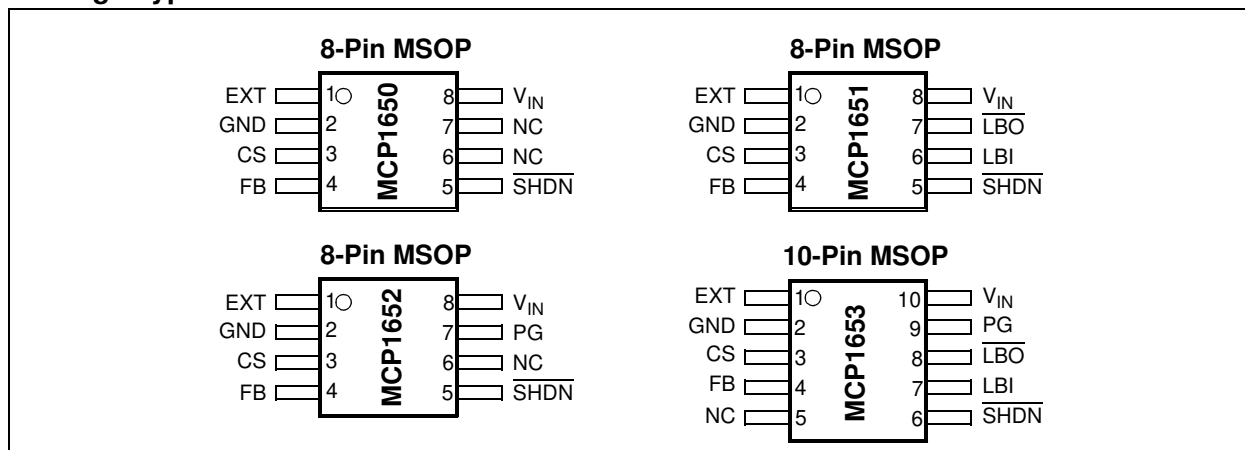 8-Pin MSOP
EXT 1 MCP1650 8 VIN
GND 2 7 NC
CS 3 6 NC
FB 4 5 SHDN
8-Pin MSOP
EXT 1 MCP1651 8 VIN
GND 2 7 LBO
CS 3 6 LBI
FB 4 5 SHDN
8-Pin MSOP
EXT 1 MCP1652 8 VIN
GND 2 7 PG
CS 3 6 NC
FB 4 5 SHDN
10-Pin MSOP
EXT 1 MCP1653 10 VIN
GND 2 9 PG
CS 3 8 LBO
FB 4 7 LBI
NC 5 6 SHDN